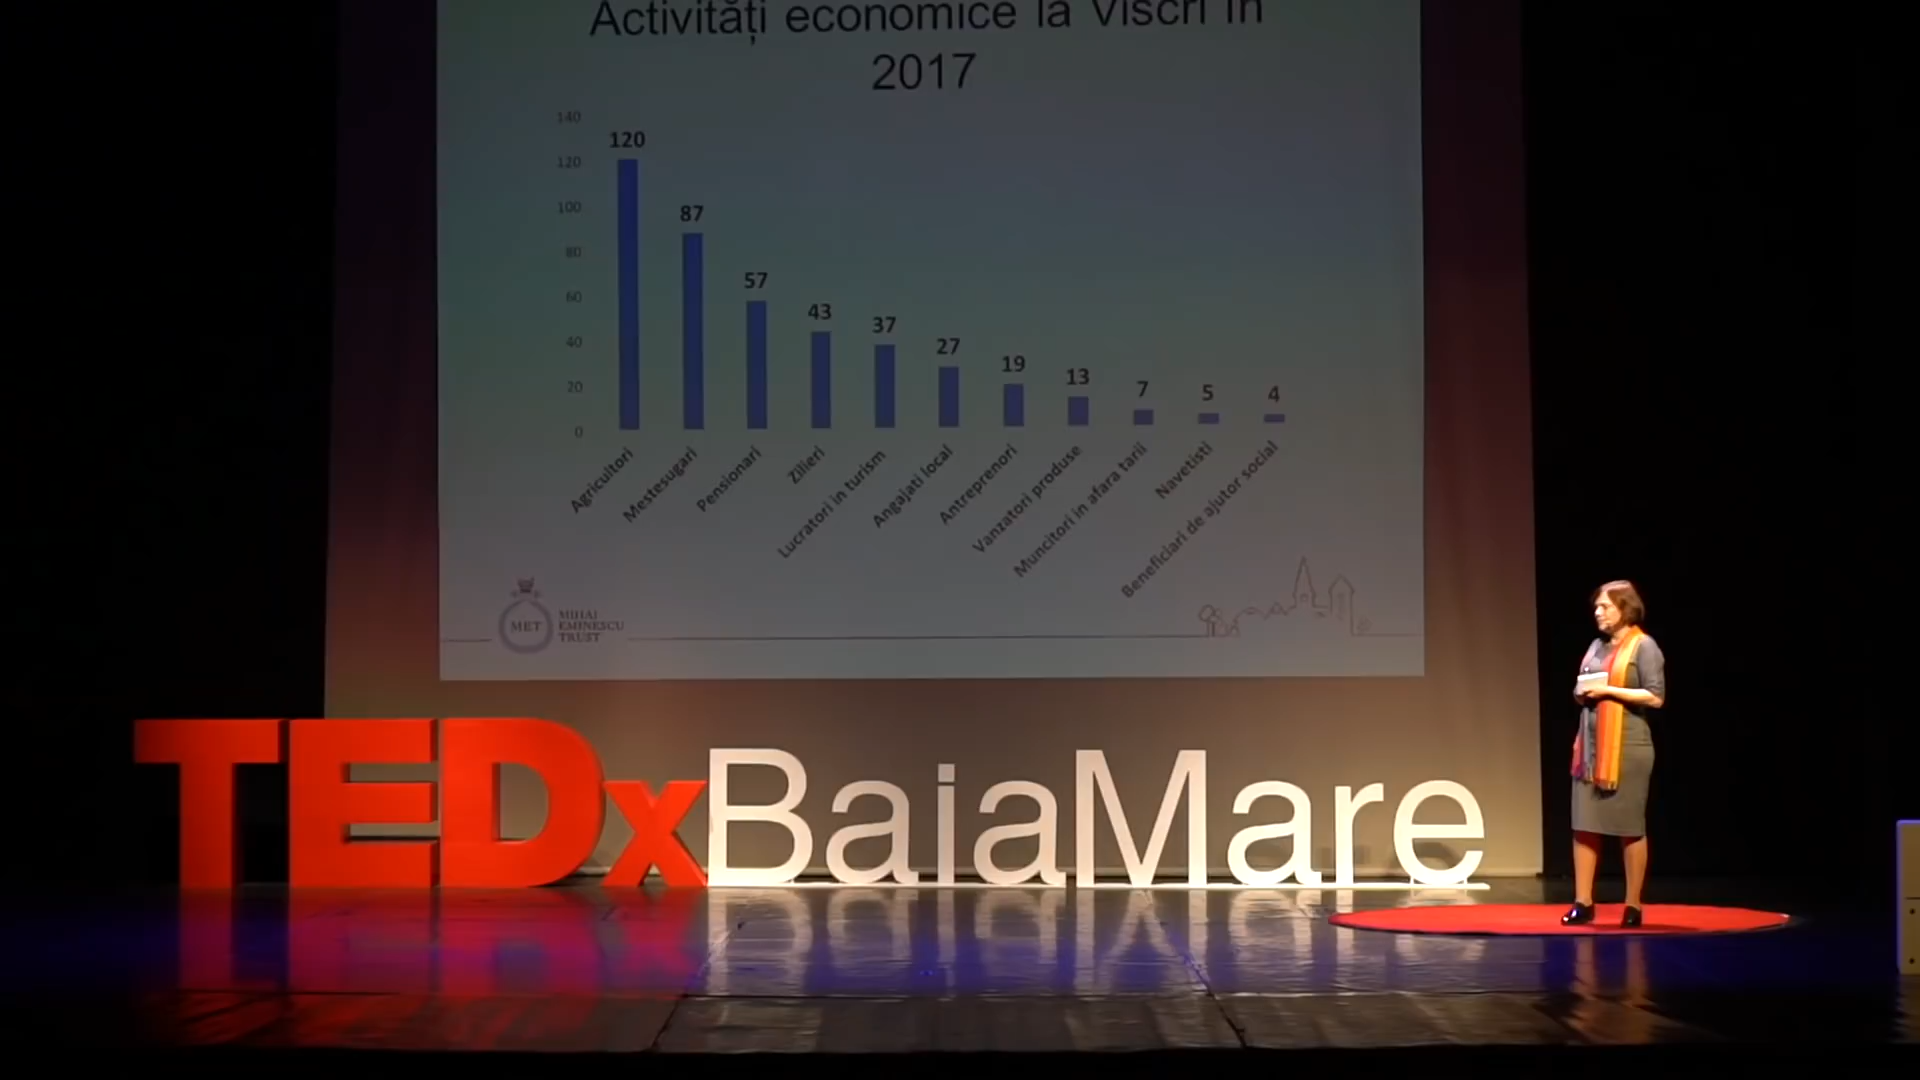 Activități economice la Viscri în
2017
140
120
100
80
60
40
20
0
120
87
57
43
37
27
19
13
7
5
4
Agricultori
Mestesugari
Pensionari
Zilieri
Lucratori in turism
Angajati local
Antreprenori
Vanzatori produse
Muncitori in afara tarii
Navetisti
Beneficiari de ajutor social
MET
MIHAI
EMINESCU
TRUST
TEDxBaiaMare